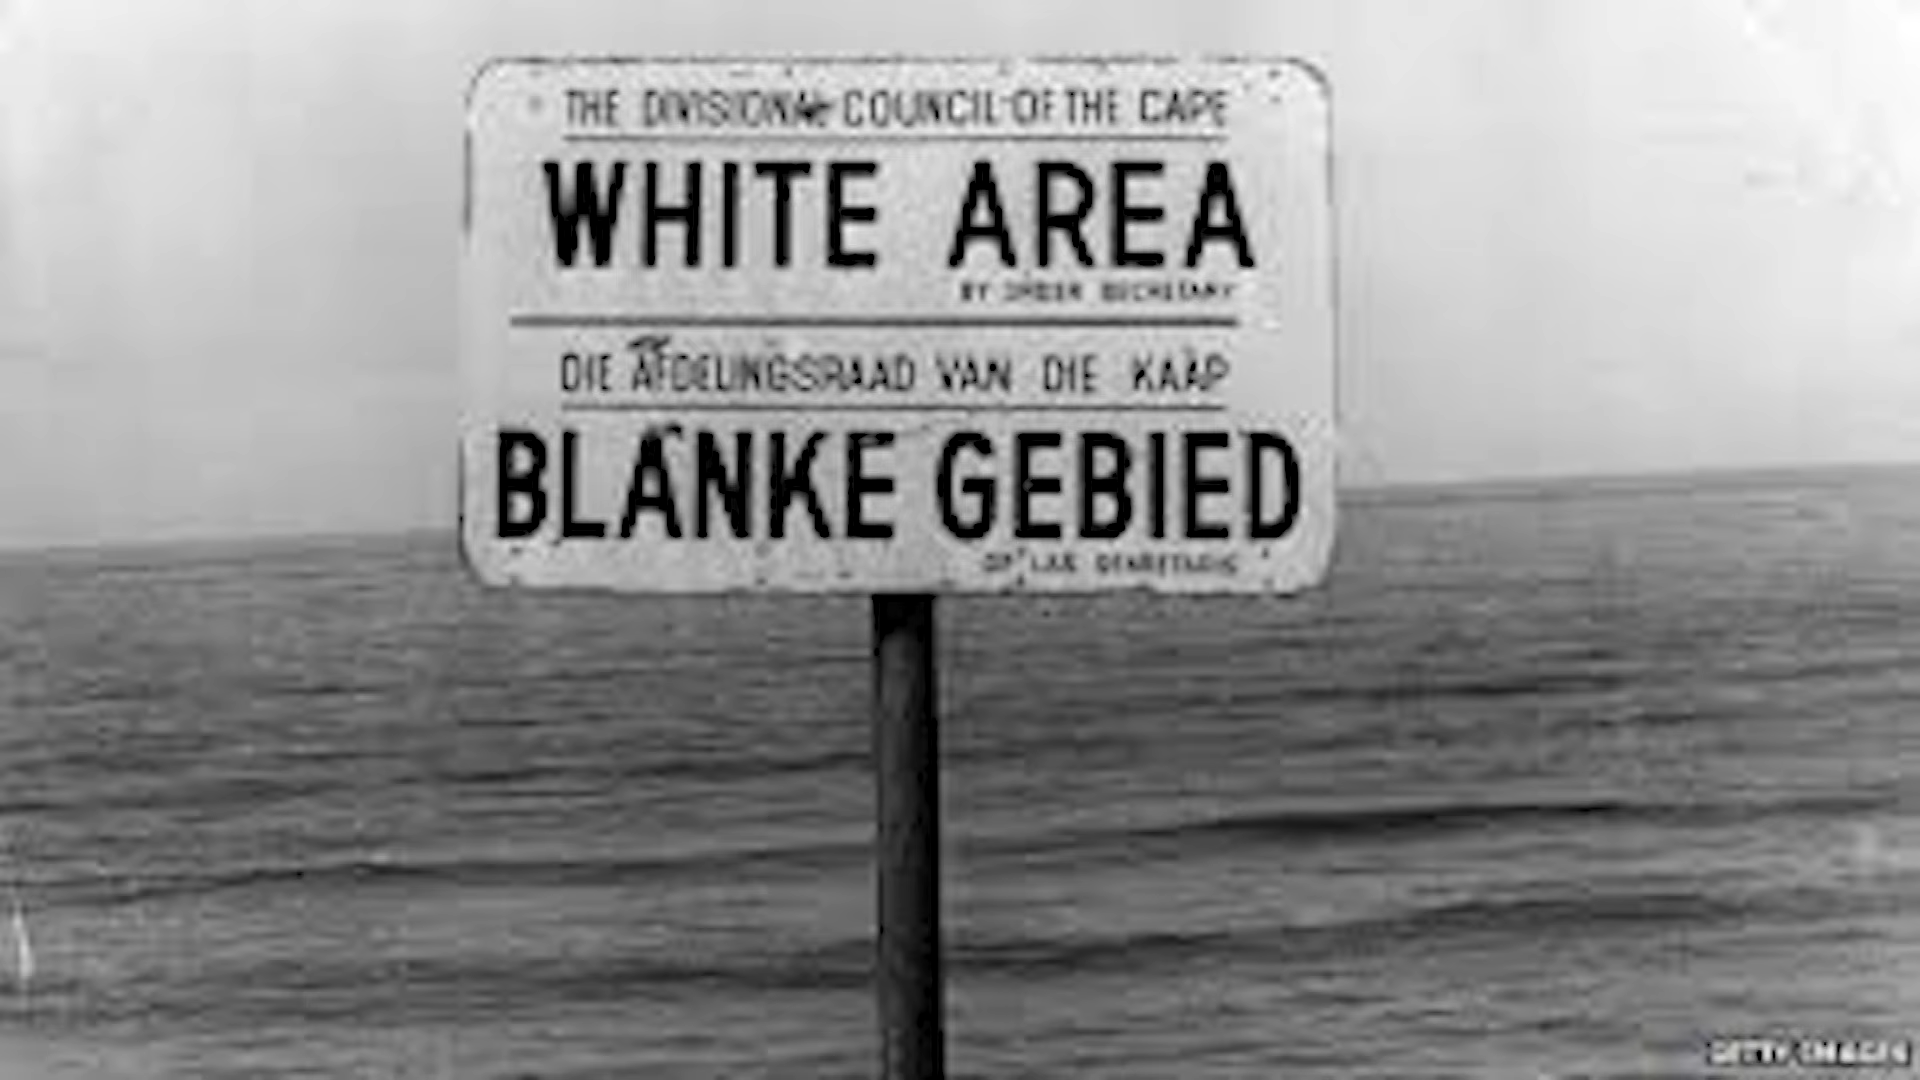 THE DIVISIONAL COUNCIL OF THE CAPE
WHITE AREA
BY ORDER SECRETARY
DIE AFDELINGSRAAD VAN DIE KAAP
BLANKE GEBIED
OP LAS SEKRETARIS
GETTY IMAGES